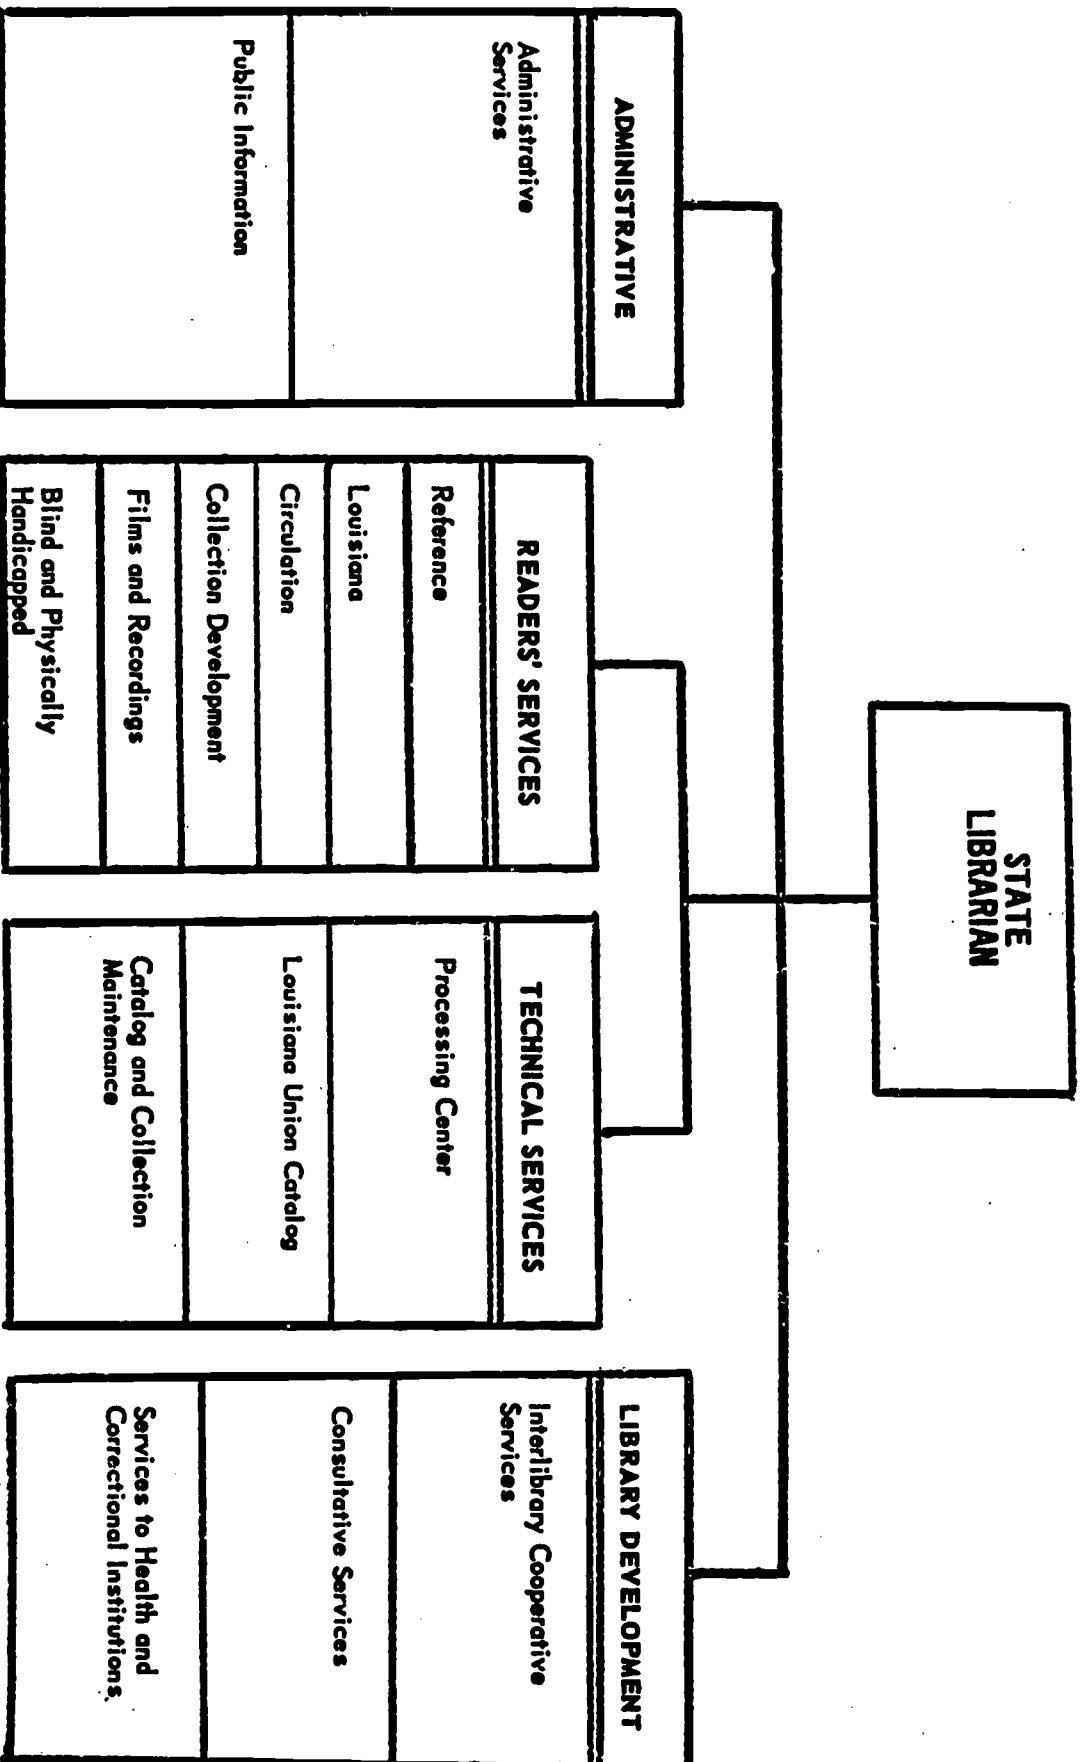 STATE
LIBRARIAN
ADMINISTRATIVE
Administrative
Services
Public Information
READERS' SERVICES
Reference
Louisiana
Circulation
Collection Development
Films and Recordings
Blind and Physically
Handicapped
TECHNICAL SERVICES
Processing Center
Louisiana Union Catalog
Catalog and Collection
Maintenance
LIBRARY DEVELOPMENT
Interlibrary Cooperative
Services
Consultative Services
Services to Health and
Correctional Institutions